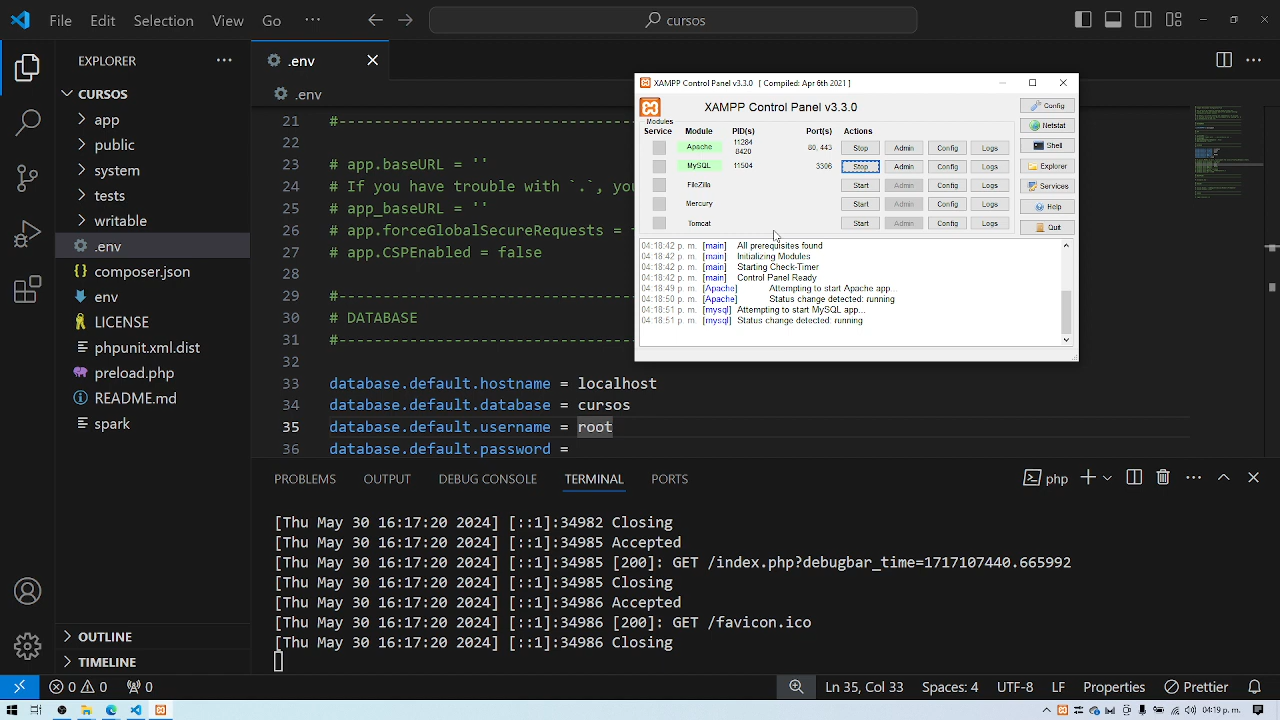 File Edit Selection View Go ··· cursos
EXPLORER ···
CURSOS
app
public
system
tests
writable
.env
composer.json
env
LICENSE
phpunit.xml.dist
preload.php
README.md
spark
OUTLINE
TIMELINE
.env
.env
21 #----------------------------------
22
23 # app.baseURL = ''
24 # If you have trouble with `.`, you
25 # app_baseURL = ''
26 # app.forceGlobalSecureRequests =
27 # app.CSPEnabled = false
28
29 #----------------------------------
30 # DATABASE
31 #----------------------------------
32
33 database.default.hostname = localhost
34 database.default.database = cursos
35 database.default.username = root
36 database.default.password =
XAMPP Control Panel v3.3.0 [ Compiled: Apr 6th 2021 ]
XAMPP Control Panel v3.3.0
Modules
Service Module PID(s) Port(s) Actions
Apache 11284 8420 80, 443 Stop Admin Config Logs
MySQL 11504 3306 Stop Admin Config Logs
FileZilla Start Admin Config Logs
Mercury Start Admin Config Logs
Tomcat Start Admin Config Logs
Config
Netstat
Shell
Explorer
Services
Help
Quit
04:18:42 p. m. [main] All prerequisites found
04:18:42 p. m. [main] Initializing Modules
04:18:42 p. m. [main] Starting Check-Timer
04:18:42 p. m. [main] Control Panel Ready
04:18:49 p. m. [Apache] Attempting to start Apache app...
04:18:50 p. m. [Apache] Status change detected: running
04:18:51 p. m. [mysql] Attempting to start MySQL app...
04:18:51 p. m. [mysql] Status change detected: running
PROBLEMS OUTPUT DEBUG CONSOLE TERMINAL PORTS php
[Thu May 30 16:17:20 2024] [::1]:34982 Closing
[Thu May 30 16:17:20 2024] [::1]:34985 Accepted
[Thu May 30 16:17:20 2024] [::1]:34985 [200]: GET /index.php?debugbar_time=1717107440.665992
[Thu May 30 16:17:20 2024] [::1]:34985 Closing
[Thu May 30 16:17:20 2024] [::1]:34986 Accepted
[Thu May 30 16:17:20 2024] [::1]:34986 [200]: GET /favicon.ico
[Thu May 30 16:17:20 2024] [::1]:34986 Closing
0 0 0 Ln 35, Col 33 Spaces: 4 UTF-8 LF Properties Prettier
04:19 p. m.